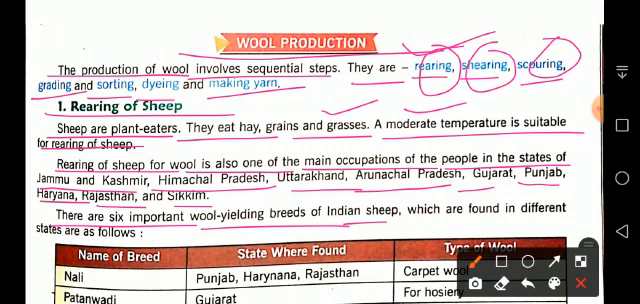 WOOL PRODUCTION
The production of wool involves sequential steps. They are – rearing, shearing, scouring,
grading and sorting, dyeing and making yarn.
1. Rearing of Sheep
Sheep are plant-eaters. They eat hay, grains and grasses. A moderate temperature is suitable
for rearing of sheep.
Rearing of sheep for wool is also one of the main occupations of the people in the states of
Jammu and Kashmir, Himachal Pradesh, Uttarakhand, Arunachal Pradesh, Gujarat, Punjab,
Haryana, Rajasthan, and Sikkim.
There are six important wool-yielding breeds of Indian sheep, which are found in different
states are as follows :
Name of Breed State Where Found Type of Wool
Nali Punjab, Harynana, Rajasthan Carpet wool
Patanwadi Gujarat For hosiery